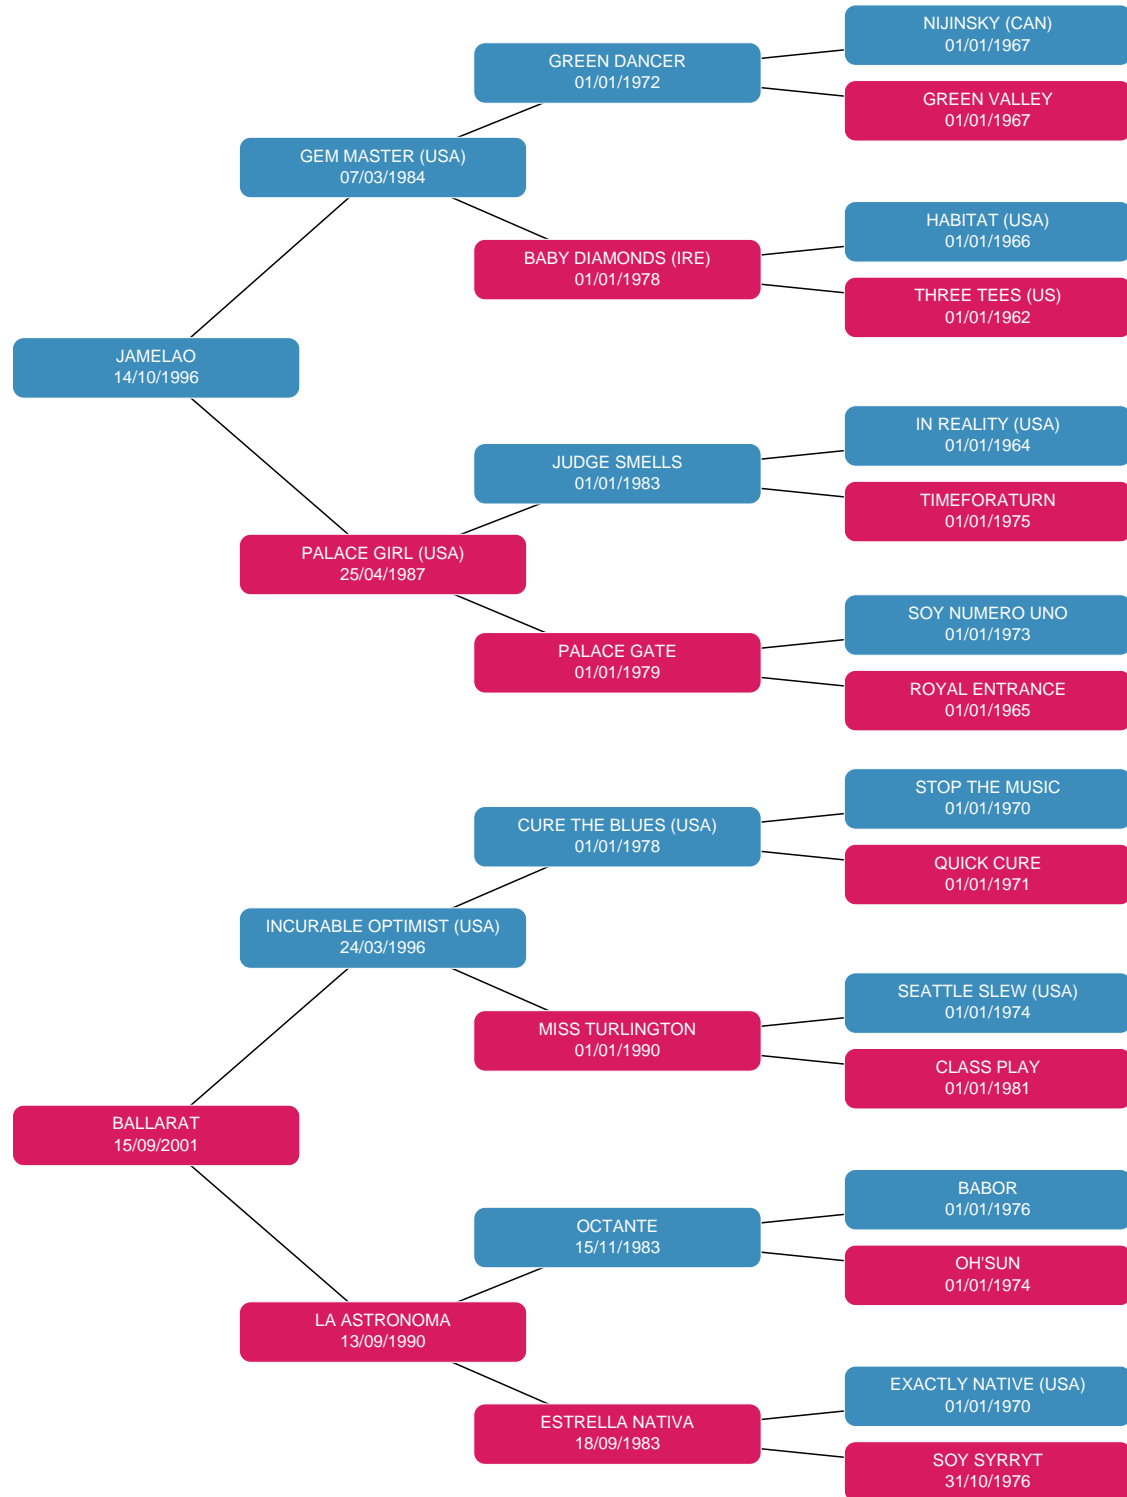 NIJINSKY (CAN)
01/01/1967
GREEN DANCER
01/01/1972
GREEN VALLEY
01/01/1967
GEM MASTER (USA)
07/03/1984
HABITAT (USA)
01/01/1966
BABY DIAMONDS (IRE)
01/01/1978
THREE TEES (US)
01/01/1962
JAMELAO
14/10/1996
IN REALITY (USA)
01/01/1964
JUDGE SMELLS
01/01/1983
TIMEFORATURN
01/01/1975
PALACE GIRL (USA)
25/04/1987
SOY NUMERO UNO
01/01/1973
PALACE GATE
01/01/1979
ROYAL ENTRANCE
01/01/1965
STOP THE MUSIC
01/01/1970
CURE THE BLUES (USA)
01/01/1978
QUICK CURE
01/01/1971
INCURABLE OPTIMIST (USA)
24/03/1996
SEATTLE SLEW (USA)
01/01/1974
MISS TURLINGTON
01/01/1990
CLASS PLAY
01/01/1981
BALLARAT
15/09/2001
BABOR
01/01/1976
OCTANTE
15/11/1983
OH'SUN
01/01/1974
LA ASTRONOMA
13/09/1990
EXACTLY NATIVE (USA)
01/01/1970
ESTRELLA NATIVA
18/09/1983
SOY SYRRYT
31/10/1976